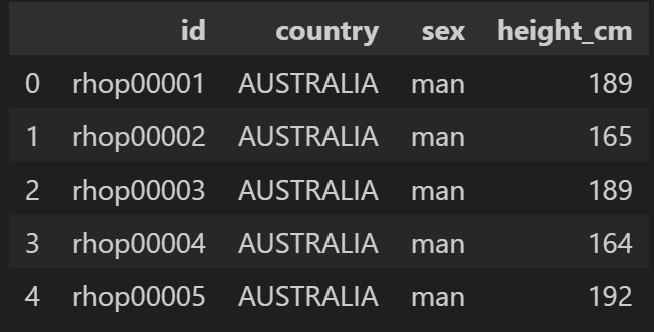 id country sex height_cm
0 rhop00001 AUSTRALIA man 189
1 rhop00002 AUSTRALIA man 165
2 rhop00003 AUSTRALIA man 189
3 rhop00004 AUSTRALIA man 164
4 rhop00005 AUSTRALIA man 192